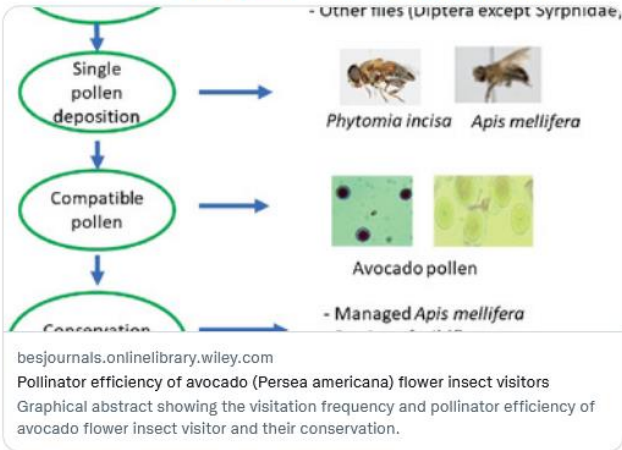 - Other flies (Diptera except Syrphidae,
Single
pollen
deposition
Phytomia incisa
Apis mellifera
Compatible
pollen
Avocado pollen
Conservation
- Managed Apis mellifera
besjournals.onlinelibrary.wiley.com
Pollinator efficiency of avocado (Persea americana) flower insect visitors
Graphical abstract showing the visitation frequency and pollinator efficiency of
avocado flower insect visitor and their conservation.